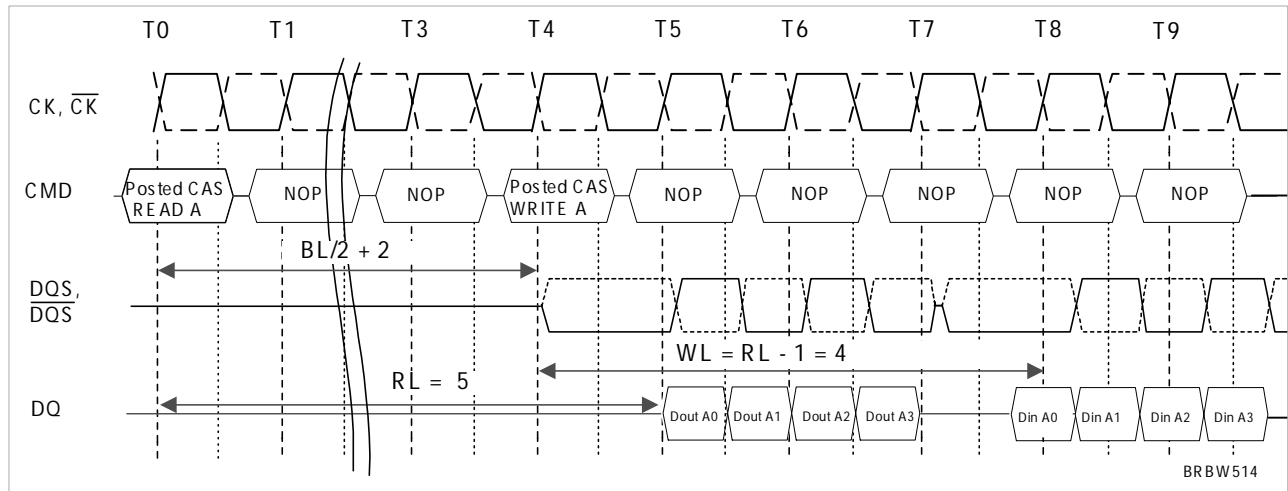 T0 T1 T3 T4 T5 T6 T7 T8 T9
CK, CK
CMD
Posted CAS
READ A
NOP
NOP
Posted CAS
WRITE A
NOP
NOP
NOP
NOP
NOP
BL/2 + 2
DQS,
DQS
WL = RL - 1 = 4
RL = 5
DQ
Dout A0 Dout A1 Dout A2 Dout A3 Din A0 Din A1 Din A2 Din A3
BRBW514